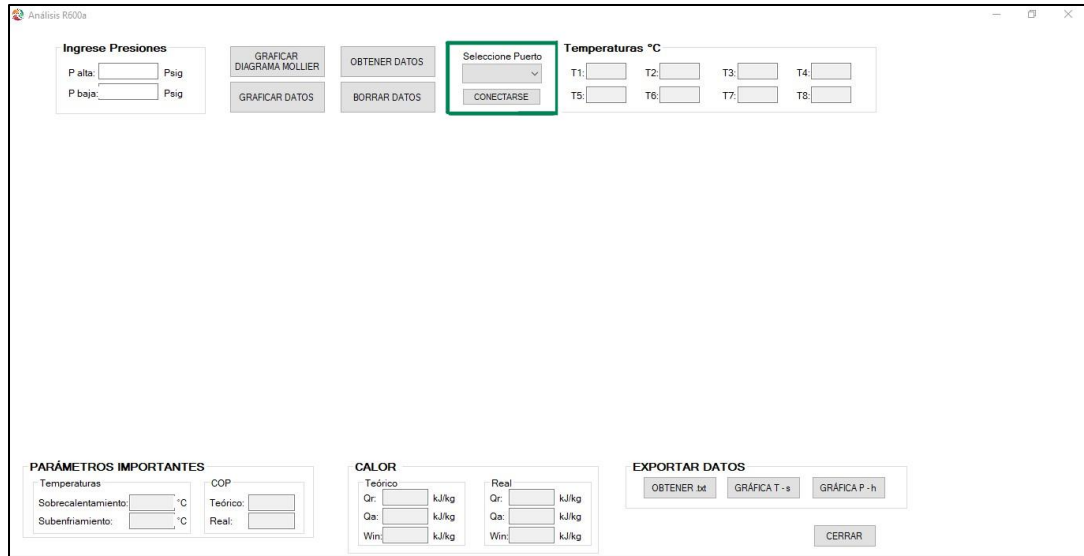 Análisis R600a
Ingrese Presiones
P alta: Psig
P baja: Psig
GRAFICAR
DIAGRAMA MOLLIER
OBTENER DATOS
GRAFICAR DATOS
BORRAR DATOS
Seleccione Puerto
CONECTARSE
Temperaturas °C
T1: T2: T3: T4:
T5: T6: T7: T8:
PARÁMETROS IMPORTANTES
Temperaturas
Sobrecalentamiento: °C
Subenfriamiento: °C
COP
Teórico:
Real:
CALOR
Teórico
Qr: kJ/kg
Qa: kJ/kg
Win: kJ/kg
Real
Qr: kJ/kg
Qa: kJ/kg
Win: kJ/kg
EXPORTAR DATOS
OBTENER .txt GRÁFICA T - s GRÁFICA P - h
CERRAR